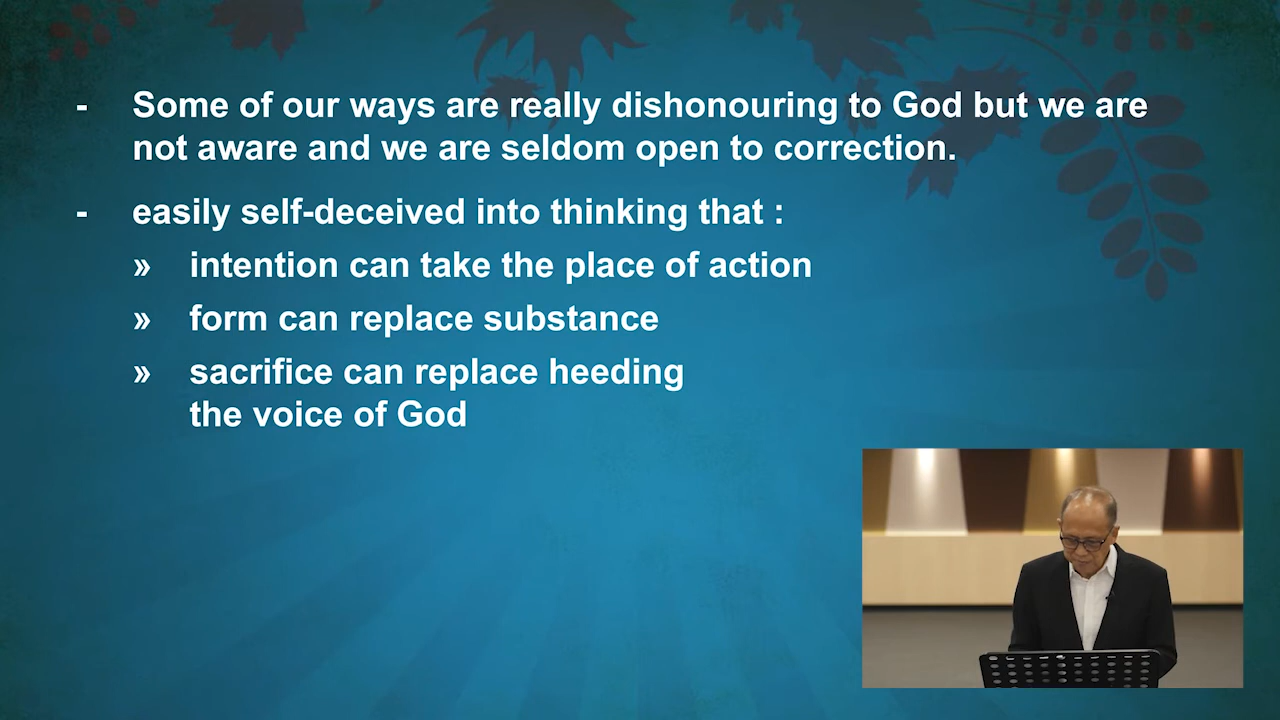 - Some of our ways are really dishonouring to God but we are
not aware and we are seldom open to correction.
- easily self-deceived into thinking that :
» intention can take the place of action
» form can replace substance
» sacrifice can replace heeding
the voice of God